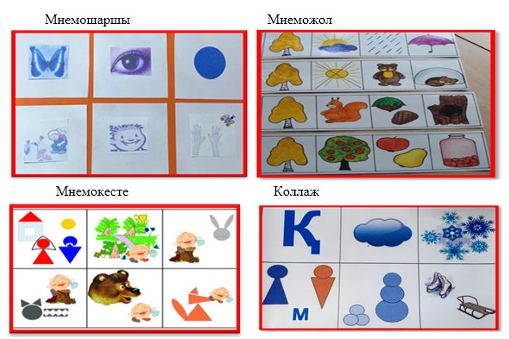 Мнемошаршы
Мнеможол
Мнемокесте
Коллаж
Қ
м